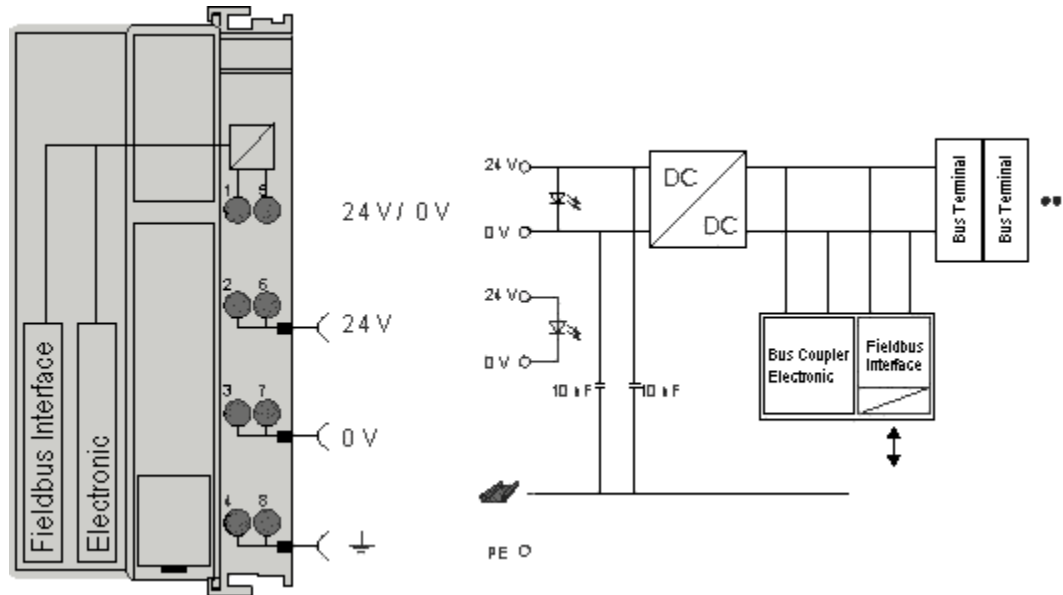 1 5
24 V / 0 V
2 6
24 V
3 7
0 V
4 8
Fieldbus Interface
Electronic
24 V
0 V
24 V
0 V
DC
DC
Bus Terminal
Bus Terminal
Bus Coupler
Electronic
Fieldbus
Interface
10 nF
10 nF
PE